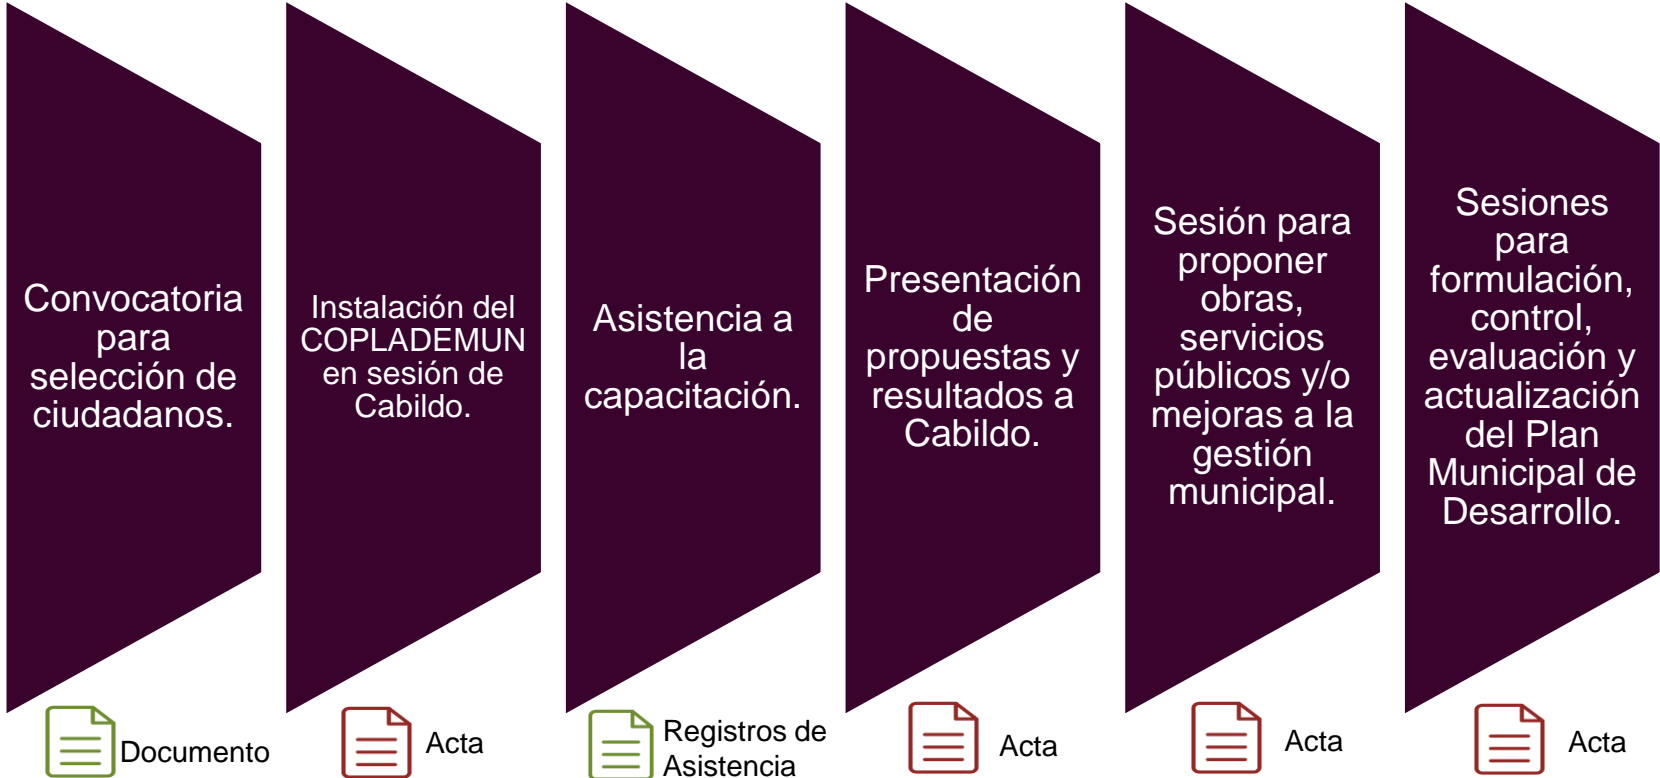 Convocatoria
para
selección de
ciudadanos.
Instalación del
COPLADEMUN
en sesión de
Cabildo.
Asistencia a
la
capacitación.
Presentación
de
propuestas y
resultados a
Cabildo.
Sesión para
proponer
obras,
servicios
públicos y/o
mejoras a la
gestión
municipal.
Sesiones
para
formulación,
control,
evaluación y
actualización
del Plan
Municipal de
Desarrollo.
Documento
Acta
Registros de
Asistencia
Acta
Acta
Acta